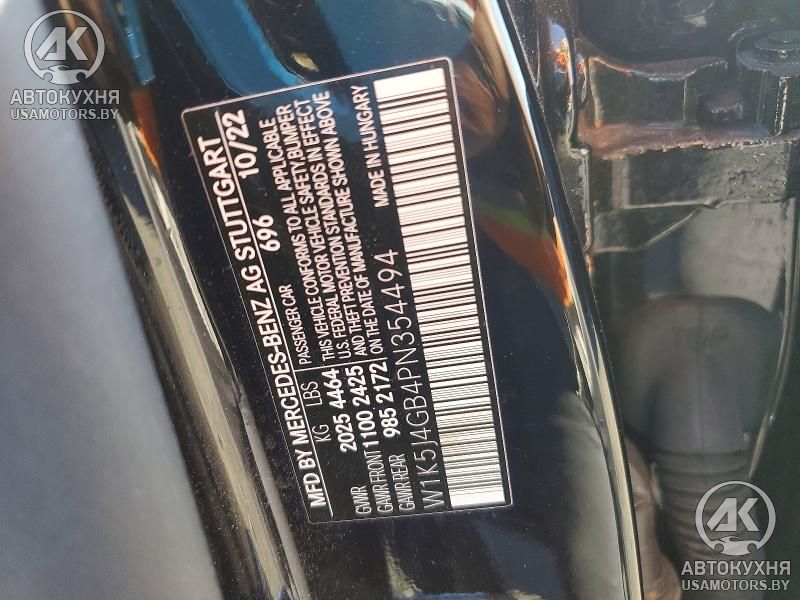 АК
АВТОКУХНЯ
USAMOTORS.BY
MFD BY MERCEDES-BENZ AG STUTTGART
696 10/22
PASSENGER CAR
KG LBS
THIS VEHICLE CONFORMS TO ALL APPLICABLE
U.S. FEDERAL MOTOR VEHICLE SAFETY,BUMPER
AND THEFT PREVENTION STANDARDS IN EFFECT
ON THE DATE OF MANUFACTURE SHOWN ABOVE
GVWR 2025 4464
GAWR FRONT 1100 2425
GAWR REAR 985 2172
MADE IN HUNGARY
W1K5J4GB4PN354494
АК
АВТОКУХНЯ
USAMOTORS.BY